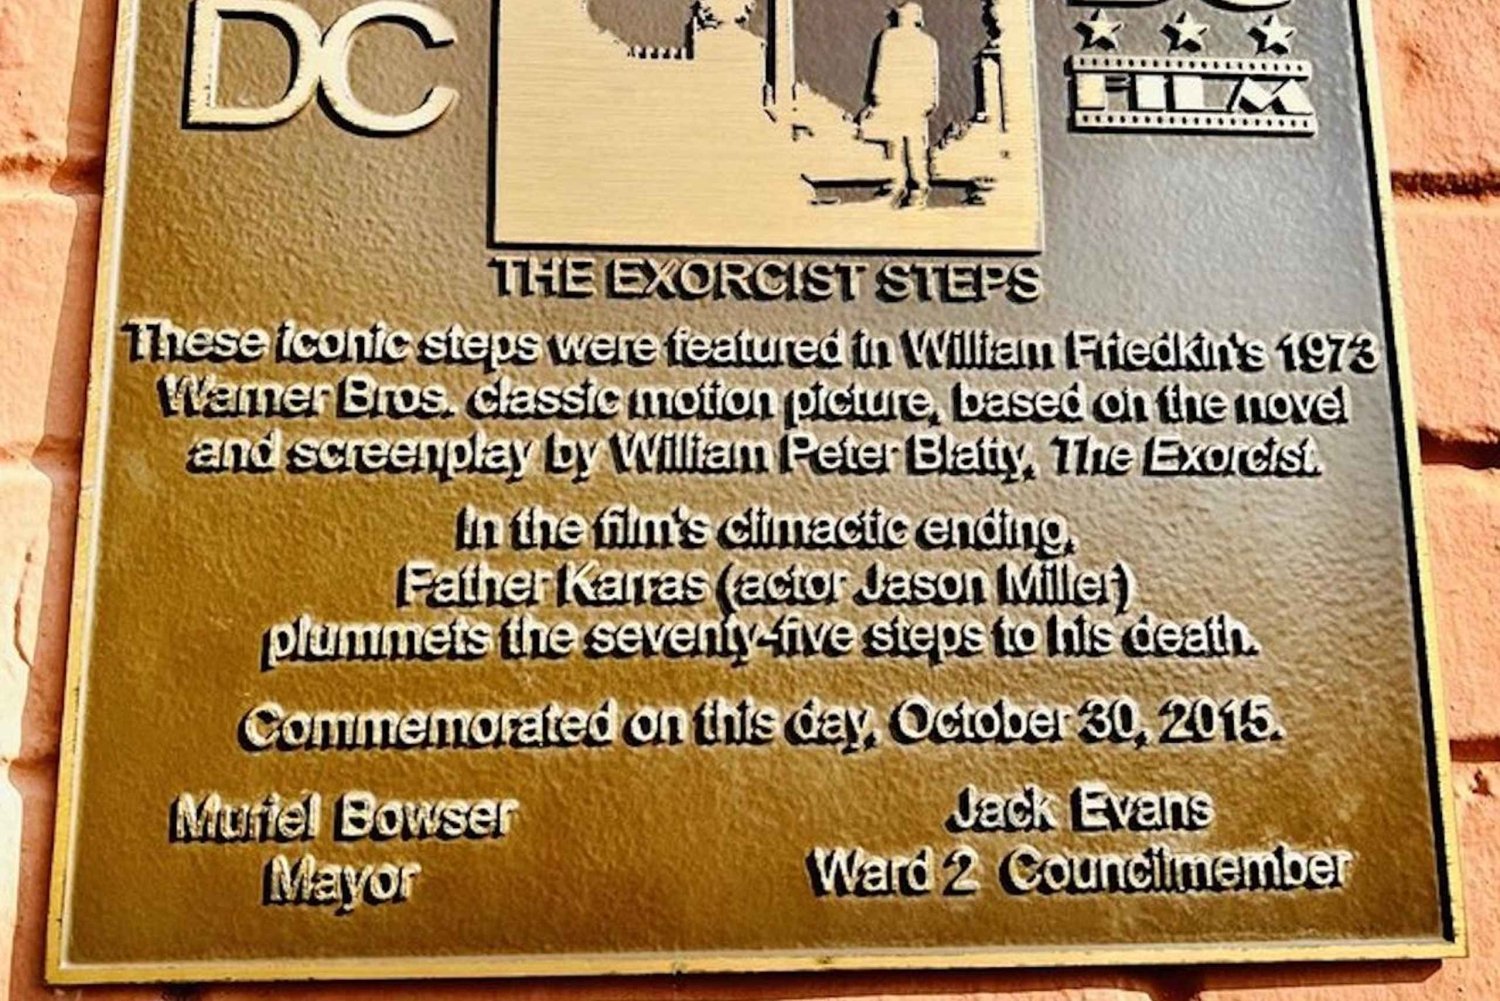 DC
DC
FILM
THE EXORCIST STEPS
These iconic steps were featured in William Friedkin's 1973
Warner Bros. classic motion picture, based on the novel
and screenplay by William Peter Blatty, The Exorcist.
In the film's climactic ending,
Father Karras (actor Jason Miller)
plummets the seventy-five steps to his death.
Commemorated on this day, October 30, 2015.
Muriel Bowser
Mayor
Jack Evans
Ward 2 Councilmember